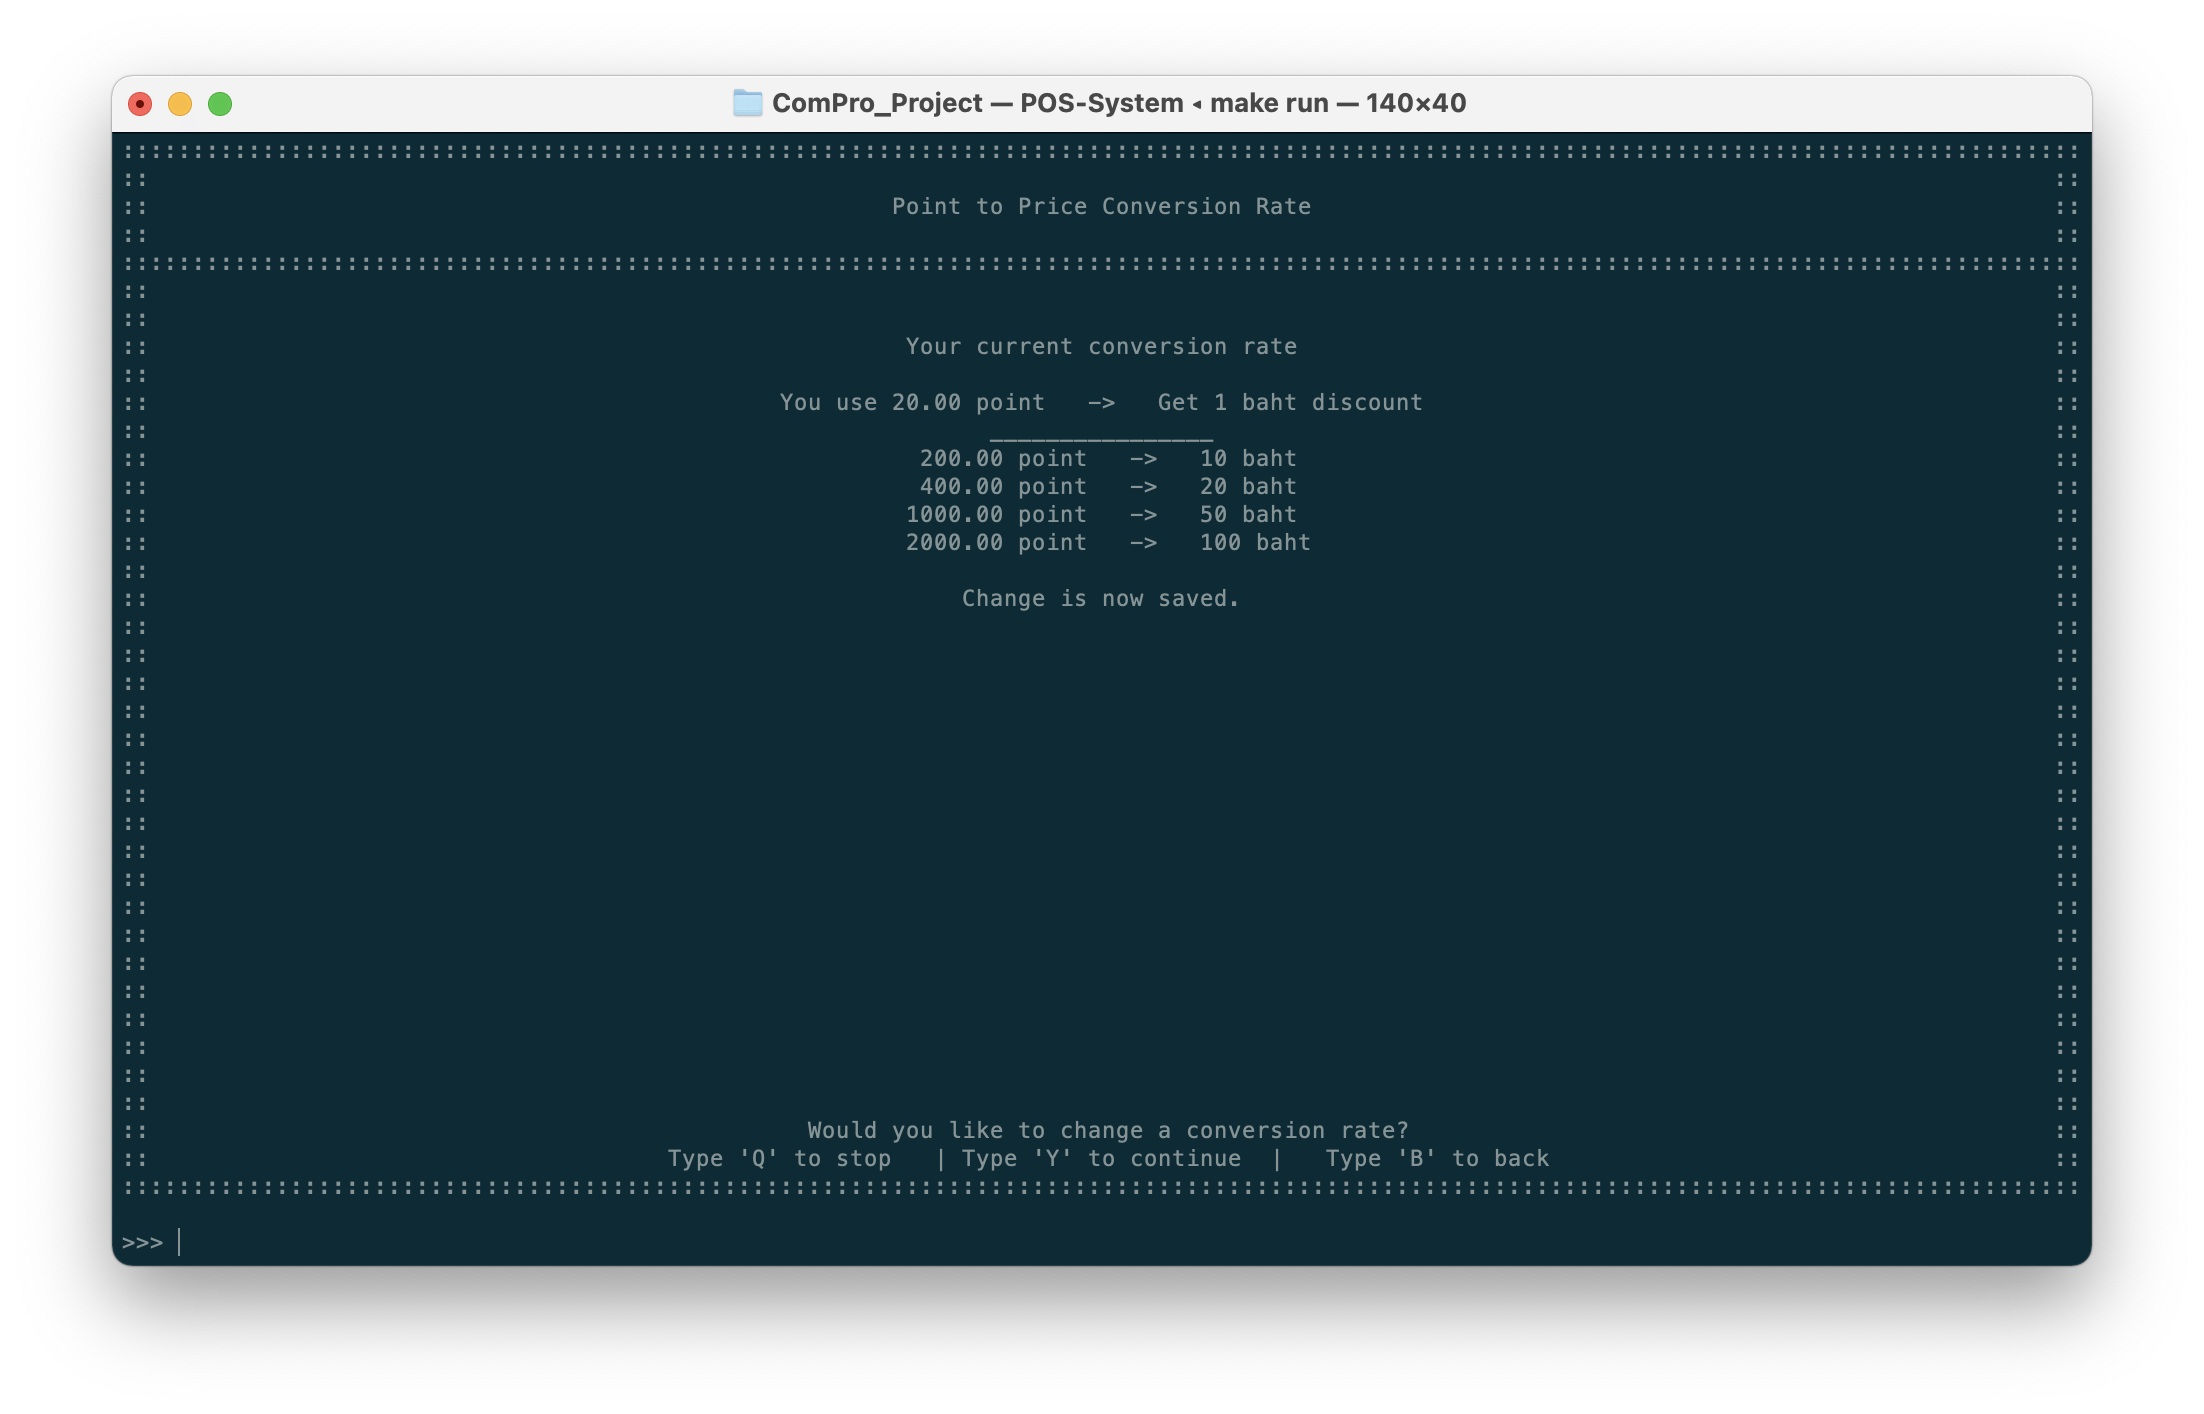 ComPro_Project — POS-System ◂ make run — 140×40
::::::::::::::::::::::::::::::::::::::::::::::::::::::::::::::::::::::::::::::::::::::::::::::::::::::::::::::::::::::::::::::::::::::::::::
Point to Price Conversion Rate
::::::::::::::::::::::::::::::::::::::::::::::::::::::::::::::::::::::::::::::::::::::::::::::::::::::::::::::::::::::::::::::::::::::::::::
Your current conversion rate
You use 20.00 point -> Get 1 baht discount
________________
200.00 point -> 10 baht
400.00 point -> 20 baht
1000.00 point -> 50 baht
2000.00 point -> 100 baht
Change is now saved.
Would you like to change a conversion rate?
Type 'Q' to stop | Type 'Y' to continue | Type 'B' to back
::::::::::::::::::::::::::::::::::::::::::::::::::::::::::::::::::::::::::::::::::::::::::::::::::::::::::::::::::::::::::::::::::::::::::::
>>>